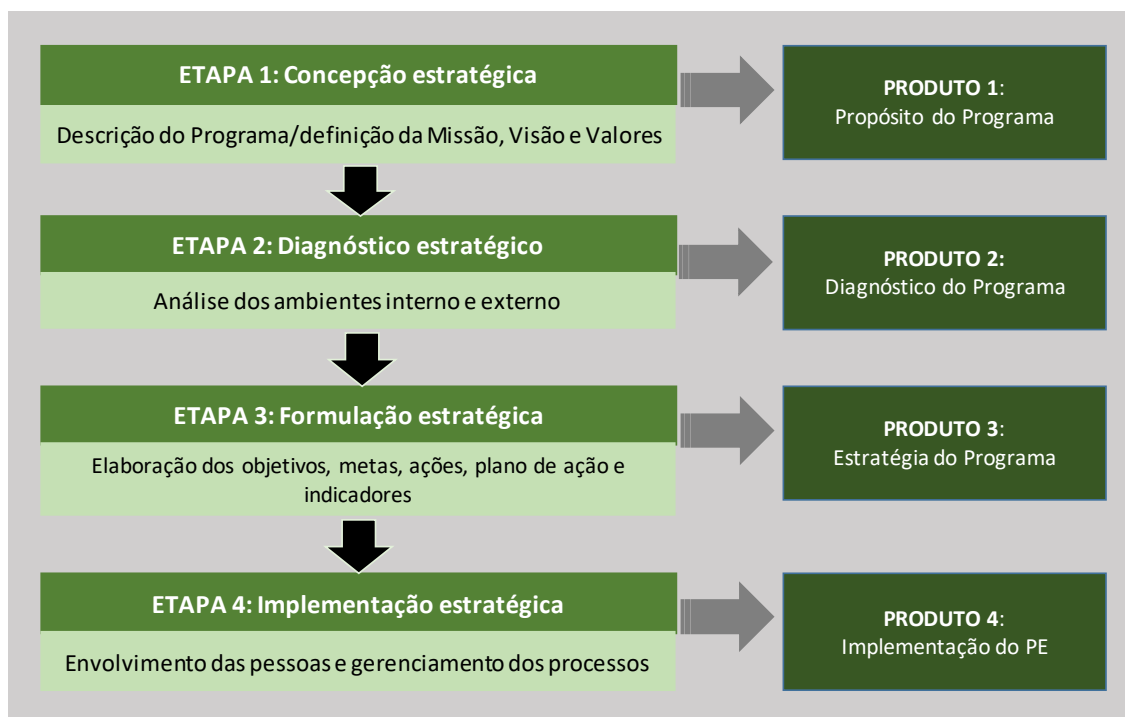 ETAPA 1: Concepção estratégica
Descrição do Programa/definição da Missão, Visão e Valores
PRODUTO 1:
Propósito do Programa
ETAPA 2: Diagnóstico estratégico
Análise dos ambientes interno e externo
PRODUTO 2:
Diagnóstico do Programa
ETAPA 3: Formulação estratégica
Elaboração dos objetivos, metas, ações, plano de ação e
indicadores
PRODUTO 3:
Estratégia do Programa
ETAPA 4: Implementação estratégica
Envolvimento das pessoas e gerenciamento dos processos
PRODUTO 4:
Implementação do PE